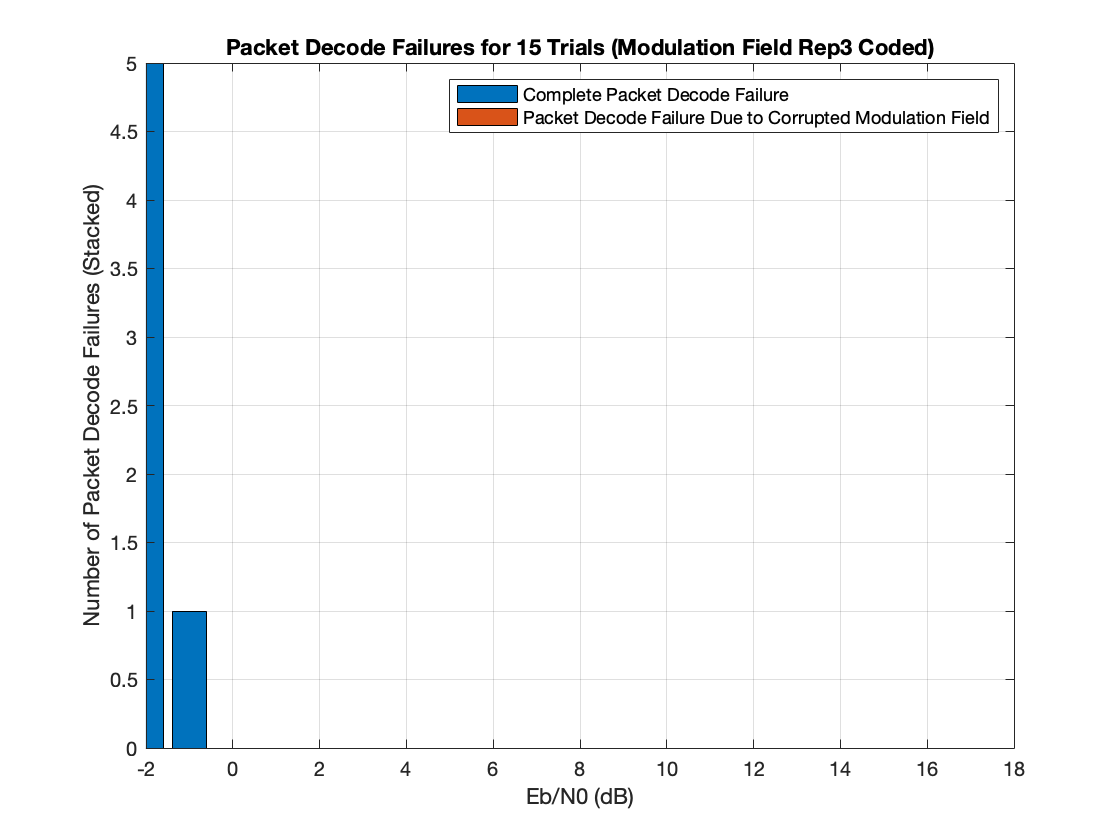 Packet Decode Failures for 15 Trials (Modulation Field Rep3 Coded)
Complete Packet Decode Failure
Packet Decode Failure Due to Corrupted Modulation Field
Number of Packet Decode Failures (Stacked)
5
4.5
4
3.5
3
2.5
2
1.5
1
0.5
0
-2 0 2 4 6 8 10 12 14 16 18
Eb/N0 (dB)